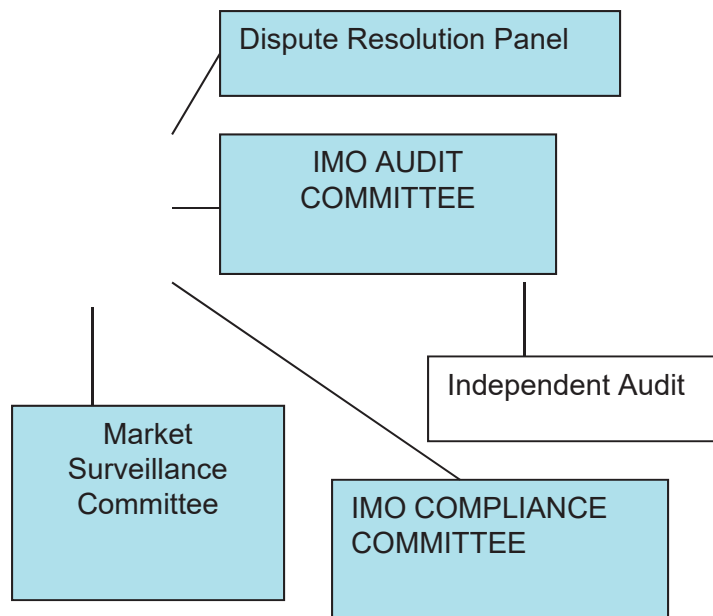 Dispute Resolution Panel
IMO AUDIT
COMMITTEE
Independent Audit
Market
Surveillance
Committee
IMO COMPLIANCE
COMMITTEE